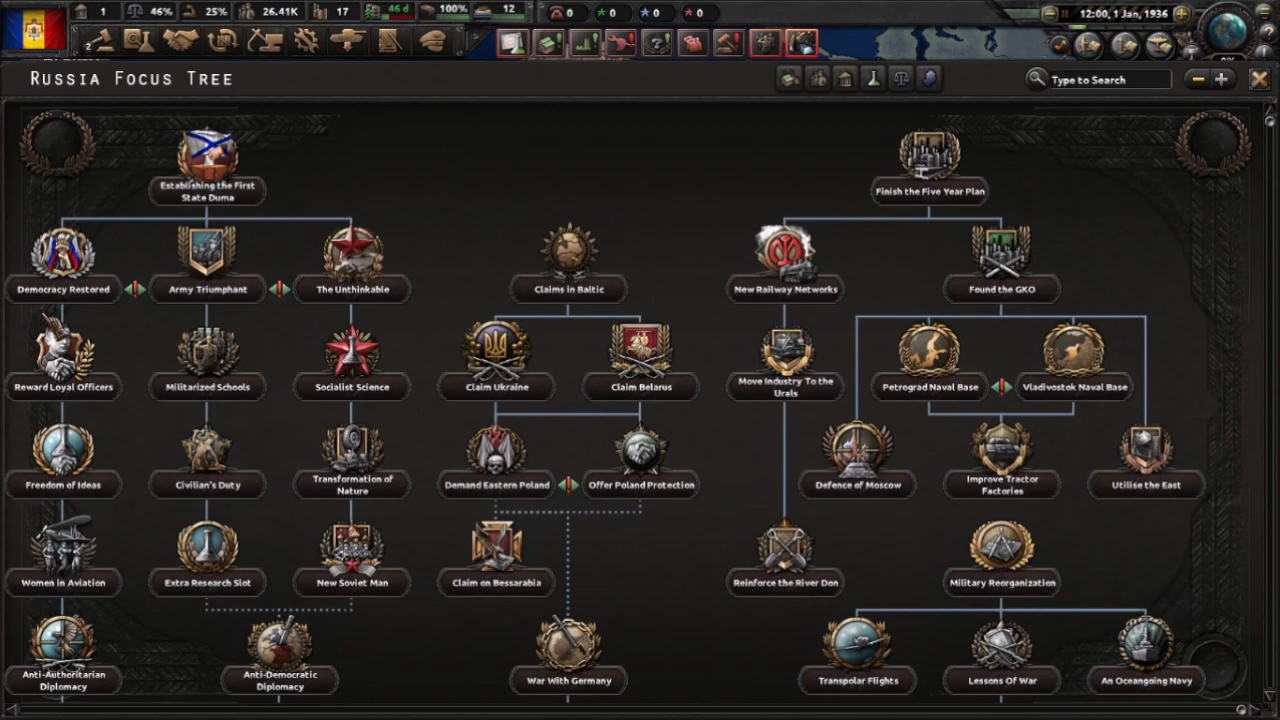 1
46%
25%
26.41K
17
46 d
100%
12
0
0
0
0
12:00, 1 Jan, 1936
2
Russia Focus Tree
Type to Search
Establishing the First
State Duma
Finish the Five Year Plan
Democracy Restored
Army Triumphant
The Unthinkable
Claims in Baltic
New Railway Networks
Found the GKO
Reward Loyal Officers
Militarized Schools
Socialist Science
Claim Ukraine
Claim Belarus
Move Industry To the
Urals
Petrograd Naval Base
Vladivostok Naval Base
Freedom of Ideas
Civilian's Duty
Transformation of
Nature
Demand Eastern Poland
Offer Poland Protection
Defence of Moscow
Improve Tractor
Factories
Utilise the East
Women in Aviation
Extra Research Slot
New Soviet Man
Claim on Bessarabia
Reinforce the River Don
Military Reorganization
Anti-Authoritarian
Diplomacy
Anti-Democratic
Diplomacy
War With Germany
Transpolar Flights
Lessons Of War
An Oceangoing Navy